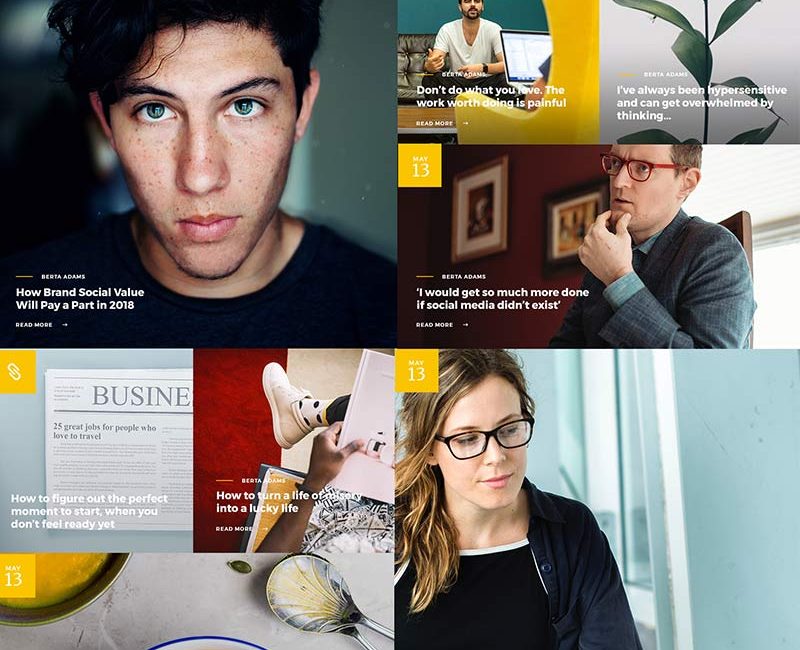 BERTA ADAMS
How Brand Social Value
Will Pay a Part in 2018
READ MORE
BERTA ADAMS
Don't do what you love. The
work worth doing is painful
READ MORE
BERTA ADAMS
I've always been hypersensitive
and can get overwhelmed by
thinking...
MAY
13
BERTA ADAMS
'I would get so much more done
if social media didn't exist'
READ MORE
BUSINE
25 great jobs for people who
love to travel
How to figure out the perfect
moment to start, when you
don't feel ready yet
BERTA ADAMS
How to turn a life of misery
into a lucky life
READ MORE
MAY
13
MAY
13